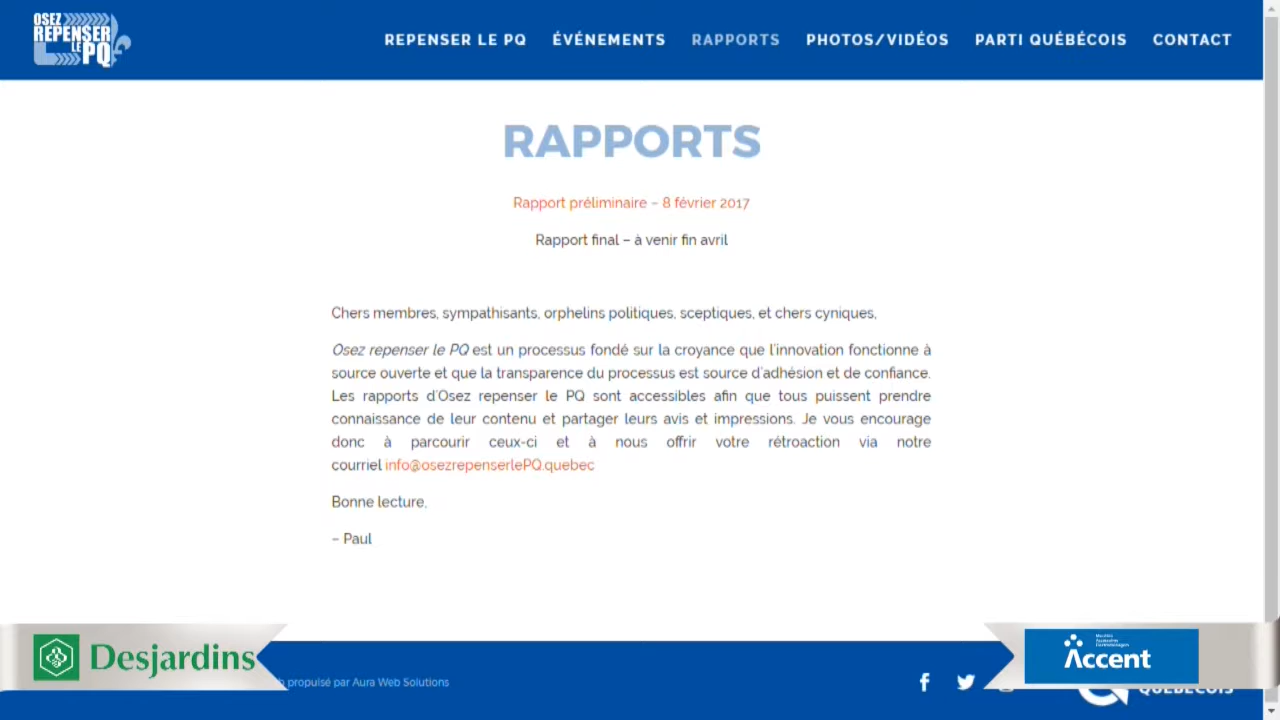 OSEZ
REPENSER
LE
PQ
REPENSER LE PQ ÉVÉNEMENTS RAPPORTS PHOTOS/VIDÉOS PARTI QUÉBÉCOIS CONTACT
RAPPORTS
Rapport préliminaire – 8 février 2017
Rapport final – à venir fin avril
Chers membres, sympathisants, orphelins politiques, sceptiques, et chers cyniques,
Osez repenser le PQ est un processus fondé sur la croyance que l'innovation fonctionne à
source ouverte et que la transparence du processus est source d'adhésion et de confiance.
Les rapports d'Osez repenser le PQ sont accessibles afin que tous puissent prendre
connaissance de leur contenu et partager leurs avis et impressions. Je vous encourage
donc à parcourir ceux-ci et à nous offrir votre rétroaction via notre
courriel info@osezrepenserlePQ.quebec
Bonne lecture,
– Paul
Desjardins
propulsé par Aura Web Solutions
Accent
QUÉBÉCOIS